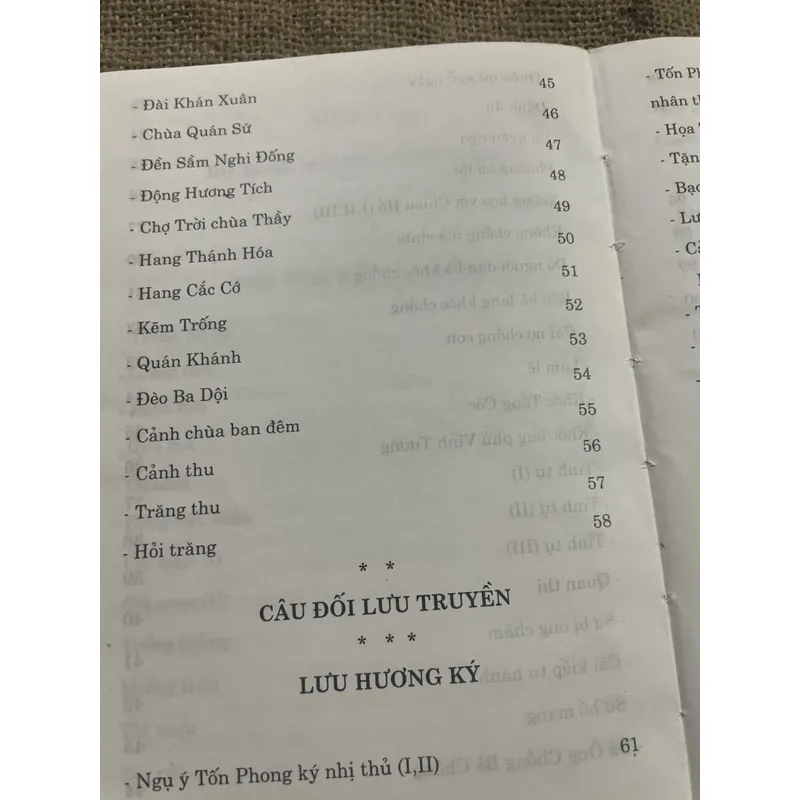 - Đài Khán Xuân 45
- Chùa Quán Sứ 46
- Đền Sầm Nghi Đống 47
- Động Hương Tích 48
- Chợ Trời chùa Thầy 49
- Hang Thánh Hóa 50
- Hang Cắc Cớ 51
- Kẽm Trống 52
- Quán Khánh 53
- Đèo Ba Dội 54
- Cảnh chùa ban đêm 55
- Cảnh thu 56
- Trăng thu 57
- Hỏi trăng 58
* *
CÂU ĐỐI LƯU TRUYỀN
* * *
LƯU HƯƠNG KÝ
- Ngụ ý Tốn Phong ký nhị thủ (I,II) 61
- Tốn
nhân
- Họa
- Tặn